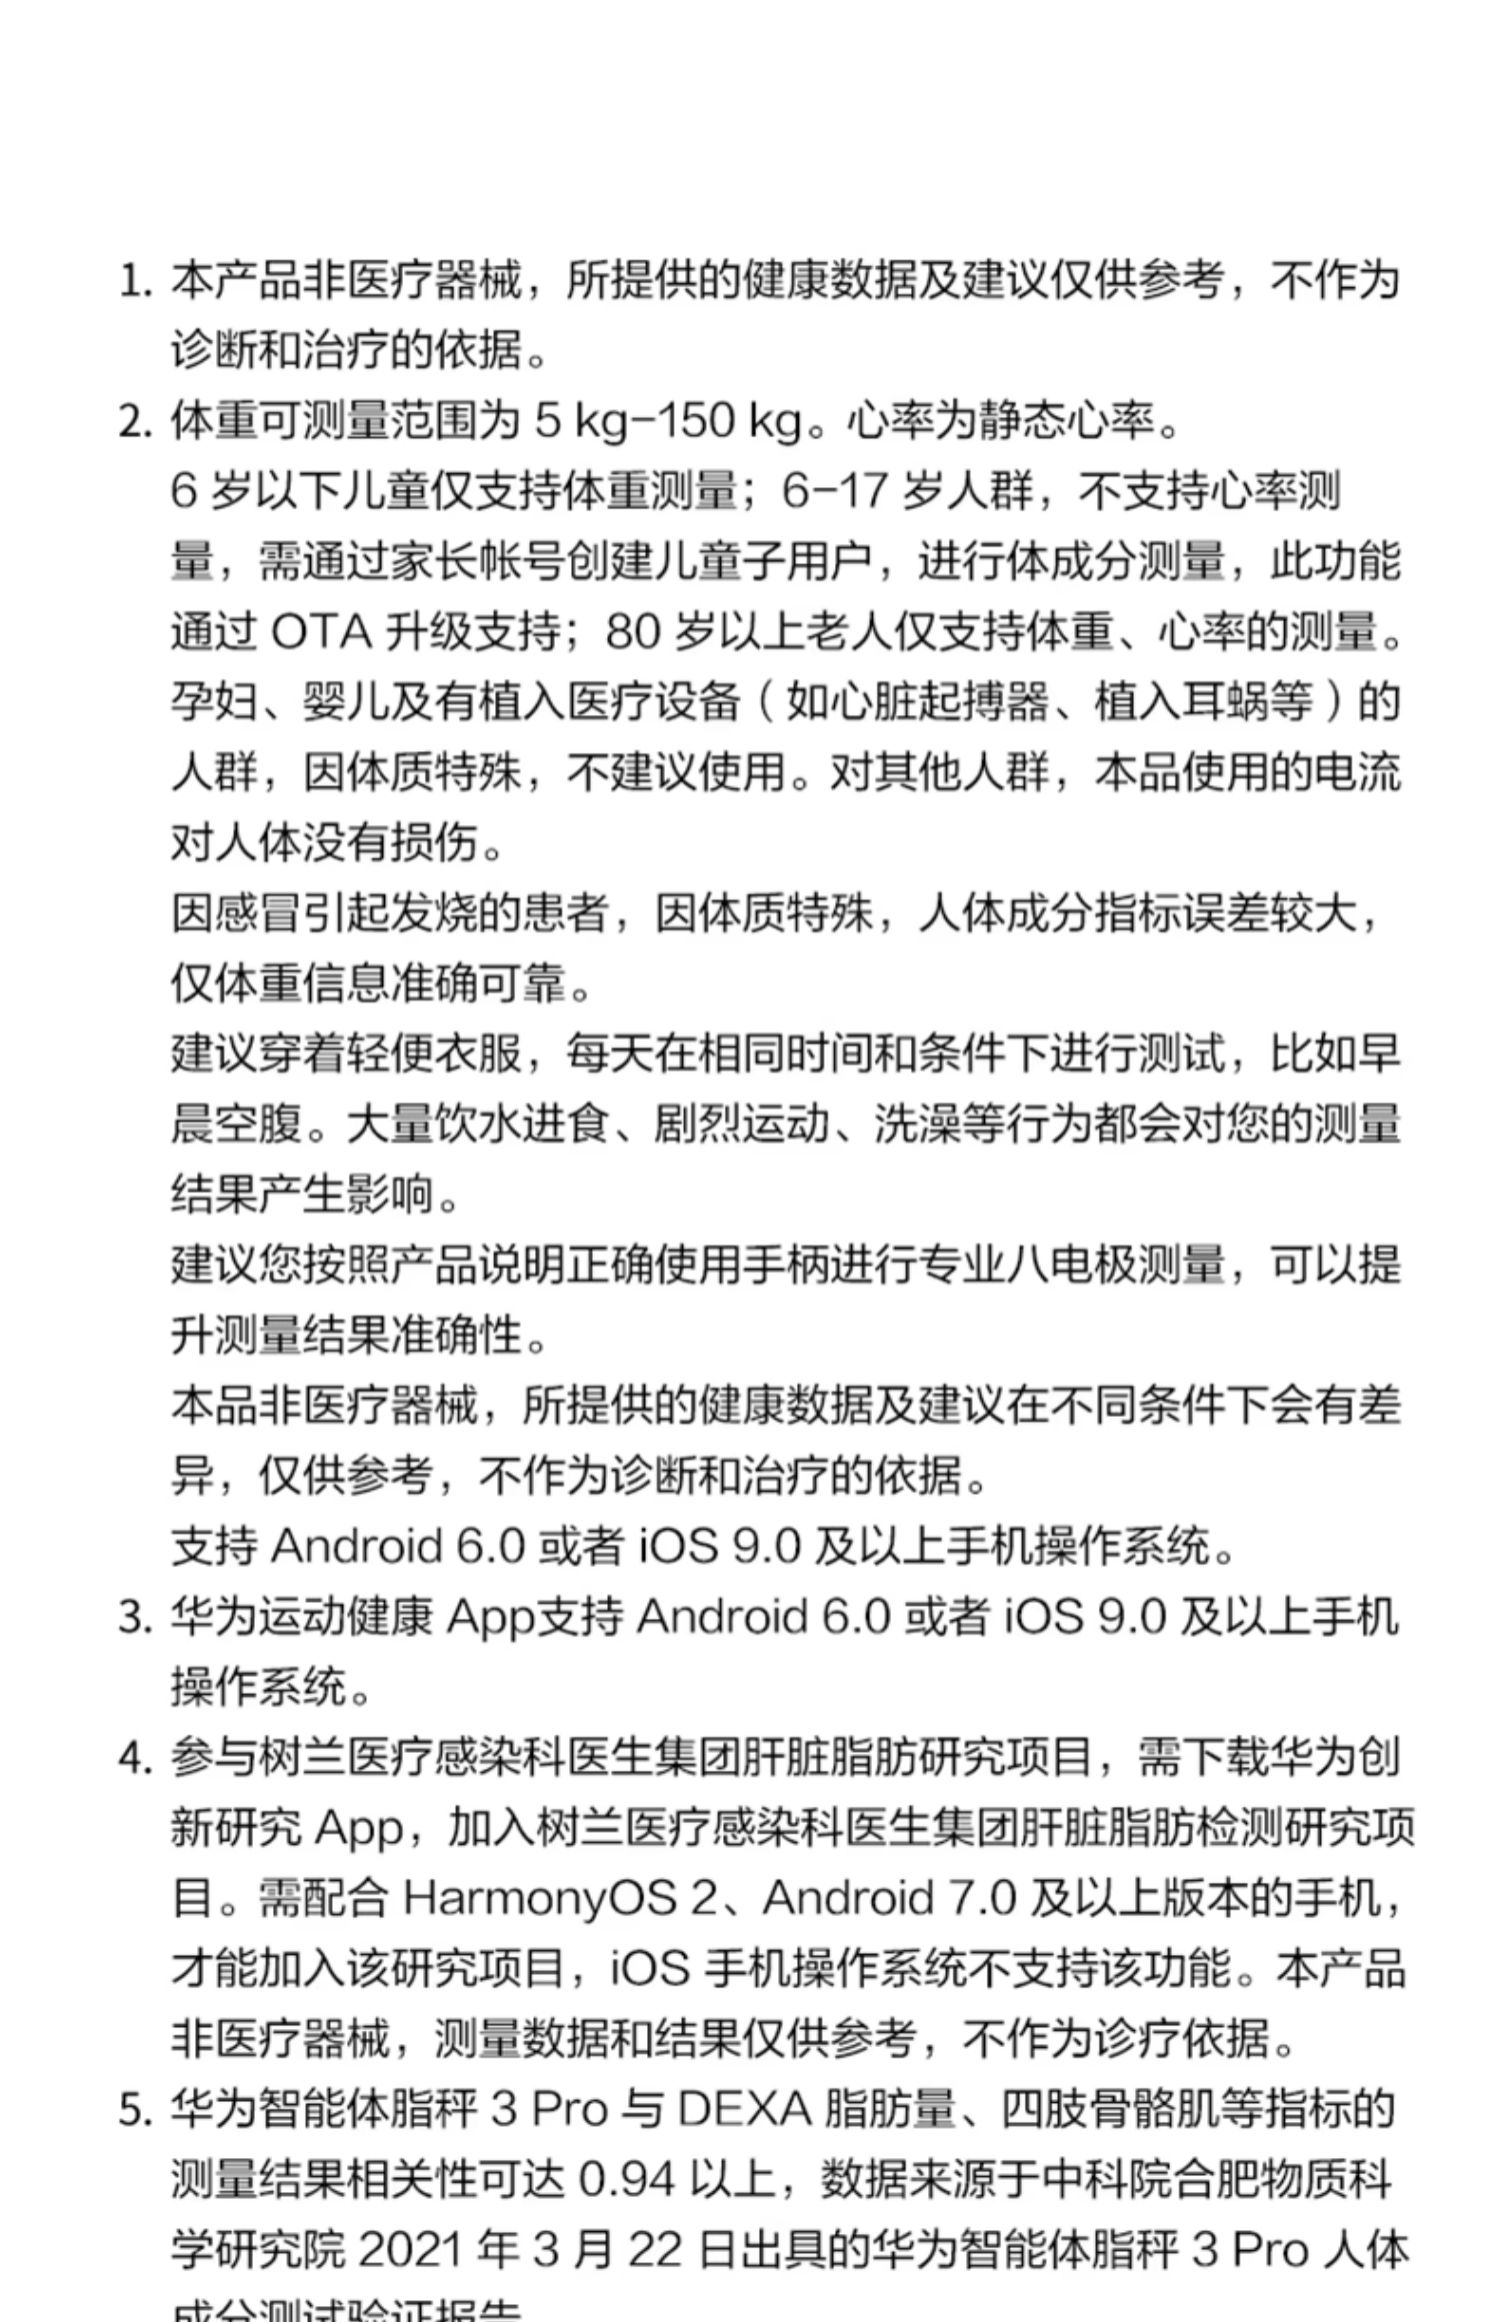 1. 本产品非医疗器械，所提供的健康数据及建议仅供参考，不作为
诊断和治疗的依据。
2. 体重可测量范围为 5 kg-150 kg。心率为静态心率。
6 岁以下儿童仅支持体重测量；6-17 岁人群，不支持心率测
量，需通过家长帐号创建儿童子用户，进行体成分测量，此功能
通过 OTA 升级支持；80 岁以上老人仅支持体重、心率的测量。
孕妇、婴儿及有植入医疗设备（如心脏起搏器、植入耳蜗等）的
人群，因体质特殊，不建议使用。对其他人群，本品使用的电流
对人体没有损伤。
因感冒引起发烧的患者，因体质特殊，人体成分指标误差较大，
仅体重信息准确可靠。
建议穿着轻便衣服，每天在相同时间和条件下进行测试，比如早
晨空腹。大量饮水进食、剧烈运动、洗澡等行为都会对您的测量
结果产生影响。
建议您按照产品说明正确使用手柄进行专业八电极测量，可以提
升测量结果准确性。
本品非医疗器械，所提供的健康数据及建议在不同条件下会有差
异，仅供参考，不作为诊断和治疗的依据。
支持 Android 6.0 或者 iOS 9.0 及以上手机操作系统。
3. 华为运动健康 App支持 Android 6.0 或者 iOS 9.0 及以上手机
操作系统。
4. 参与树兰医疗感染科医生集团肝脏脂肪研究项目，需下载华为创
新研究 App，加入树兰医疗感染科医生集团肝脏脂肪检测研究项
目。需配合 HarmonyOS 2、Android 7.0 及以上版本的手机，
才能加入该研究项目，iOS 手机操作系统不支持该功能。本产品
非医疗器械，测量数据和结果仅供参考，不作为诊疗依据。
5. 华为智能体脂秤 3 Pro 与 DEXA 脂肪量、四肢骨骼肌等指标的
测量结果相关性可达 0.94 以上，数据来源于中科院合肥物质科
学研究院 2021 年 3 月 22 日出具的华为智能体脂秤 3 Pro 人体
成分测试验证报告